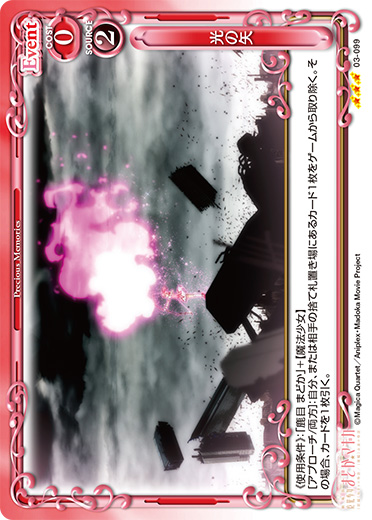 Event
COST
0
SOURCE
2
光の矢
Precious Memories
《使用条件》:「鹿目 まどか」+【魔法少女】
[アプローチ/両方]:自分、または相手の捨て札置き場にあるカード1枚をゲームから取り除く。そ
の場合、カードを1枚引く。
©Magica Quartet／Aniplex・Madoka Movie Project
03-099